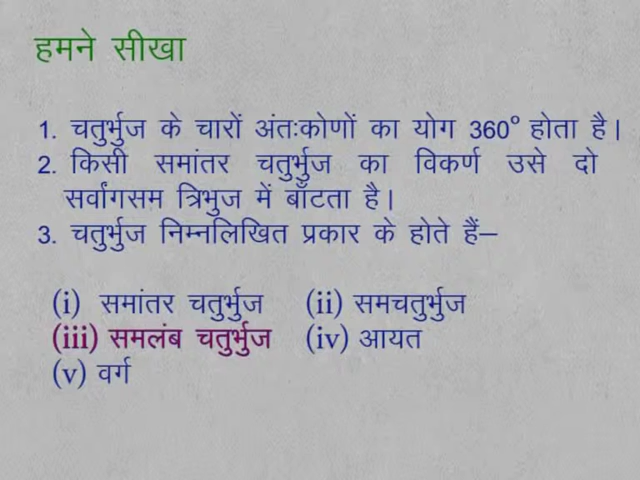 हमने सीखा
1. चतुर्भुज के चारों अंतःकोणों का योग 360° होता है।
2. किसी समांतर चतुर्भुज का विकर्ण उसे दो
सर्वांगसम त्रिभुज में बाँटता है।
3. चतुर्भुज निम्नलिखित प्रकार के होते हैं–
(i) समांतर चतुर्भुज (ii) समचतुर्भुज
(iii) समलंब चतुर्भुज (iv) आयत
(v) वर्ग